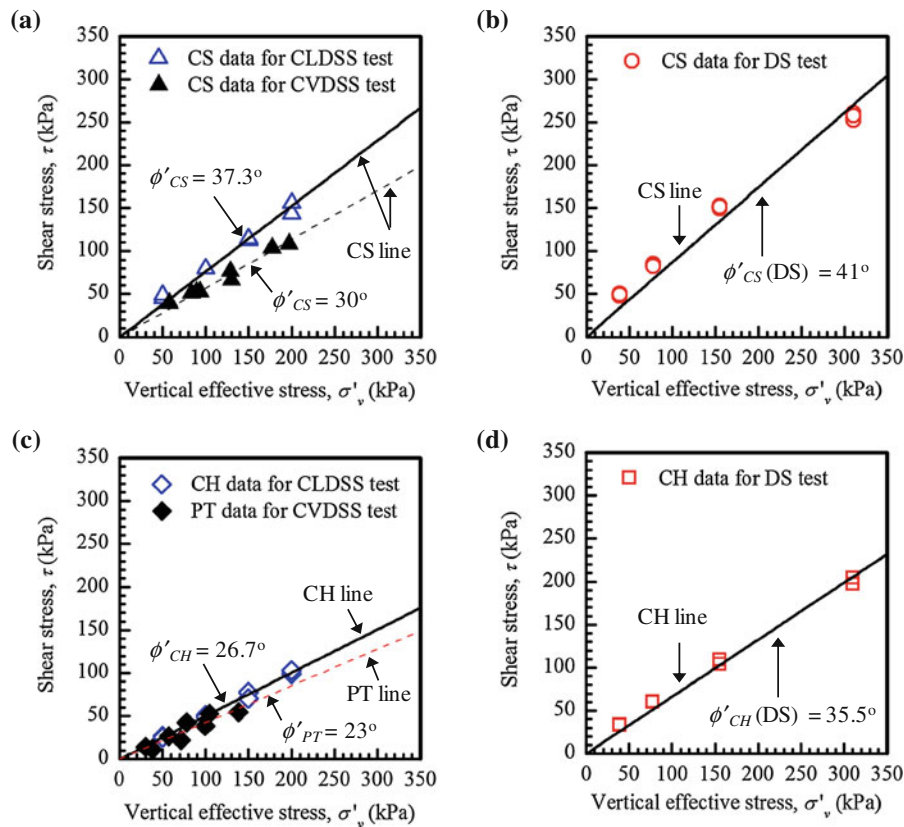 (a)
350
300
250
200
150
100
50
0
Shear stress, τ (kPa)
CS data for CLDSS test
CS data for CVDSS test
ϕ′CS = 37.3o
CS line
ϕ′CS = 30o
0 50 100 150 200 250 300 350
Vertical effective stress, σ'v (kPa)
(b)
350
300
250
200
150
100
50
0
Shear stress, τ (kPa)
CS data for DS test
CS line
ϕ′CS (DS) = 41o
0 50 100 150 200 250 300 350
Vertical effective stress, σ'v (kPa)
(c)
350
300
250
200
150
100
50
0
Shear stress, τ (kPa)
CH data for CLDSS test
PT data for CVDSS test
CH line
ϕ′CH = 26.7o
PT line
ϕ′PT = 23o
0 50 100 150 200 250 300 350
Vertical effective stress, σ'v (kPa)
(d)
350
300
250
200
150
100
50
0
Shear stress, τ (kPa)
CH data for DS test
CH line
ϕ′CH (DS) = 35.5o
0 50 100 150 200 250 300 350
Vertical effective stress, σ'v (kPa)